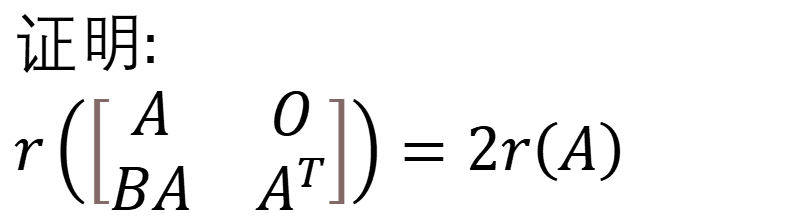 证明:
r([A O
BA A^T]) = 2r(A)